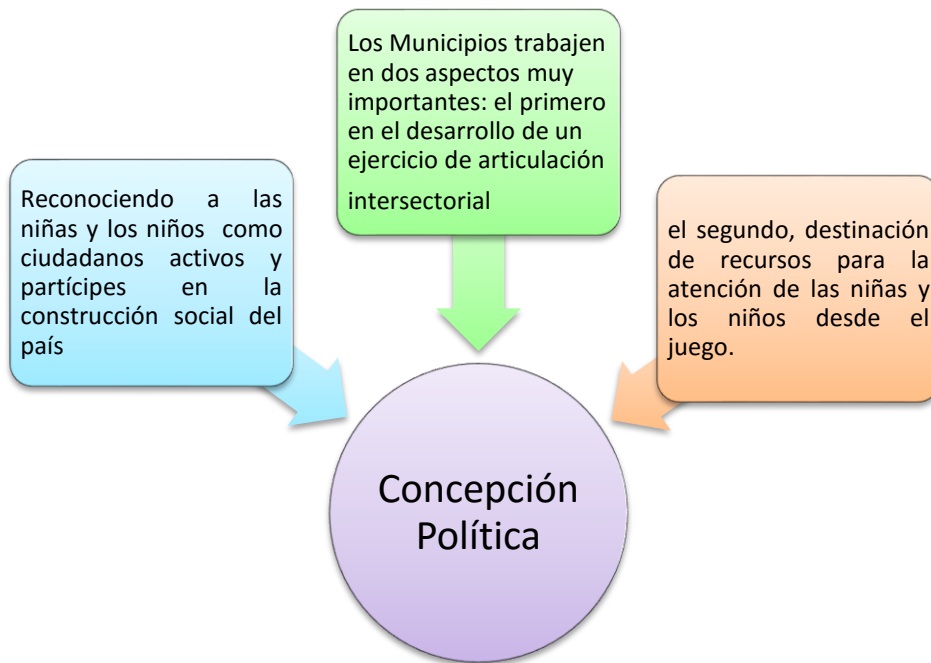 Reconociendo a las
niñas y los niños como
ciudadanos activos y
partícipes en la
construcción social del
país
Los Municipios trabajen
en dos aspectos muy
importantes: el primero
en el desarrollo de un
ejercicio de articulación
intersectorial
el segundo, destinación
de recursos para la
atención de las niñas y
los niños desde el
juego.
Concepción
Política